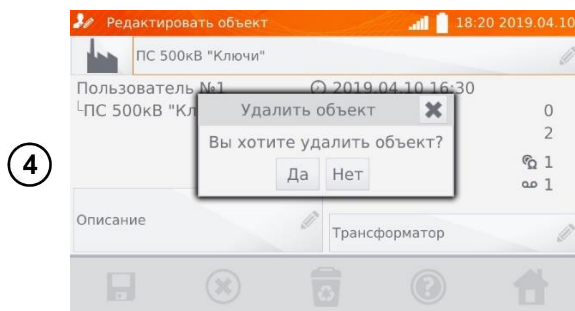 Редактировать объект 18:20 2019.04.10
ПС 500кВ "Ключи"
Пользователь №1 2019.04.10 16:30
ПС 500кВ "Кл
Удалить объект
Вы хотите удалить объект?
Да Нет
0
2
1
1
4
Описание
Трансформатор